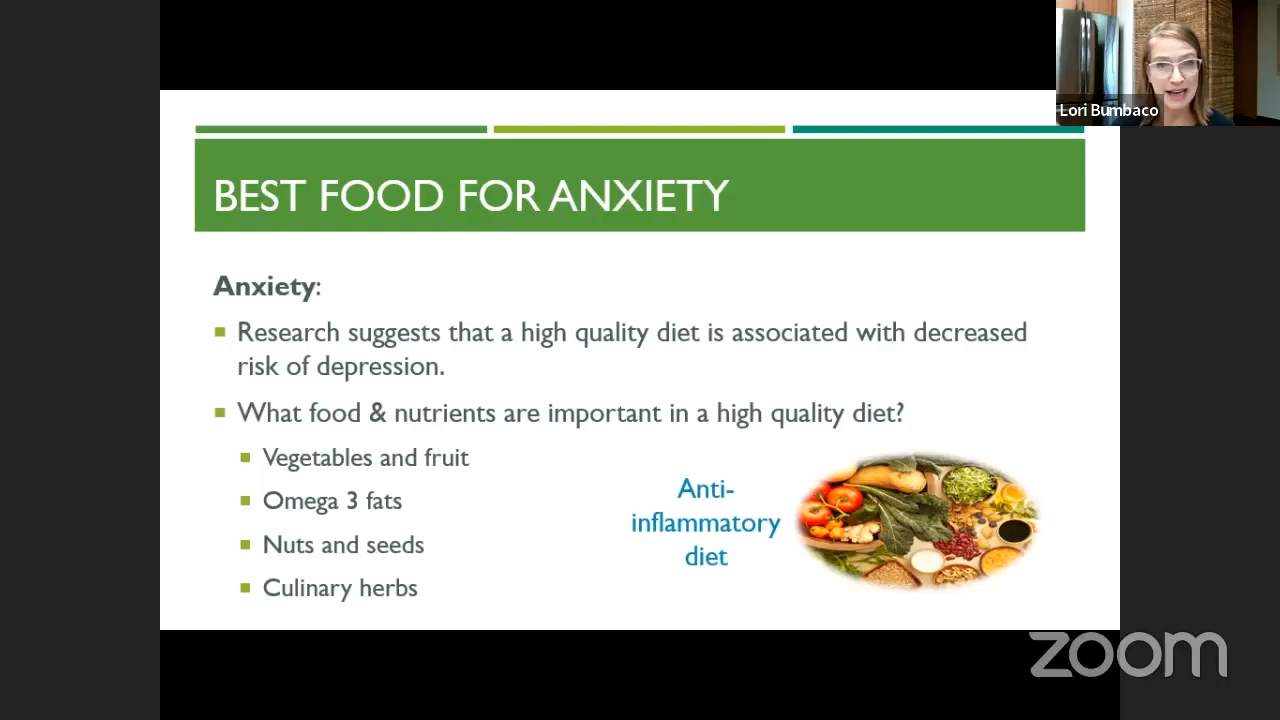 Lori Bumbaco
BEST FOOD FOR ANXIETY
Anxiety:
Research suggests that a high quality diet is associated with decreased
risk of depression.
What food & nutrients are important in a high quality diet?
Vegetables and fruit
Omega 3 fats
Nuts and seeds
Culinary herbs
Anti-
inflammatory
diet
zoom